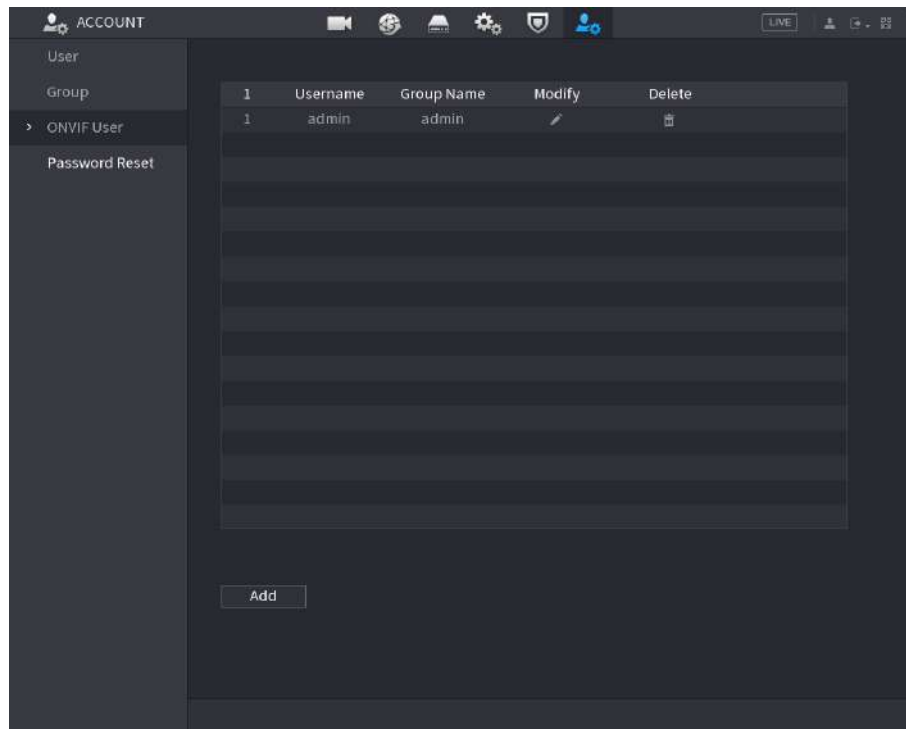 ACCOUNT LIVE
User
Group
1 Username Group Name Modify Delete
1 admin admin
ONVIF User
Password Reset
Add